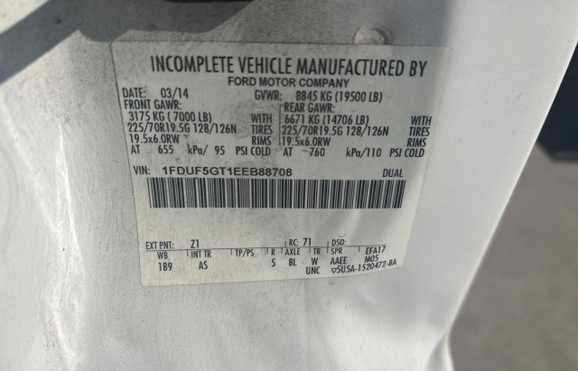 INCOMPLETE VEHICLE MANUFACTURED BY
FORD MOTOR COMPANY
DATE: 03/14 GVWR: 8845 KG (19500 LB)
FRONT GAWR: REAR GAWR:
3175 KG (7000 LB) WITH 6671 KG (14706 LB) WITH
225/70R19.5G 128/126N TIRES 225/70R19.5G 128/126N TIRES
19.5x6.0RW RIMS 19.5x6.0RW RIMS
AT 655 kPa/ 95 PSI COLD AT 760 kPa/110 PSI COLD
VIN: 1FDUF5GT1EEB88708 DUAL
EXT PNT: Z1 RC: 71 DSO:
WB INT TR TP/PS R AXLE TR SPR EFA17
189 AS 5 BL W AAEE M05
UNC ▽5USA-1520472-BA